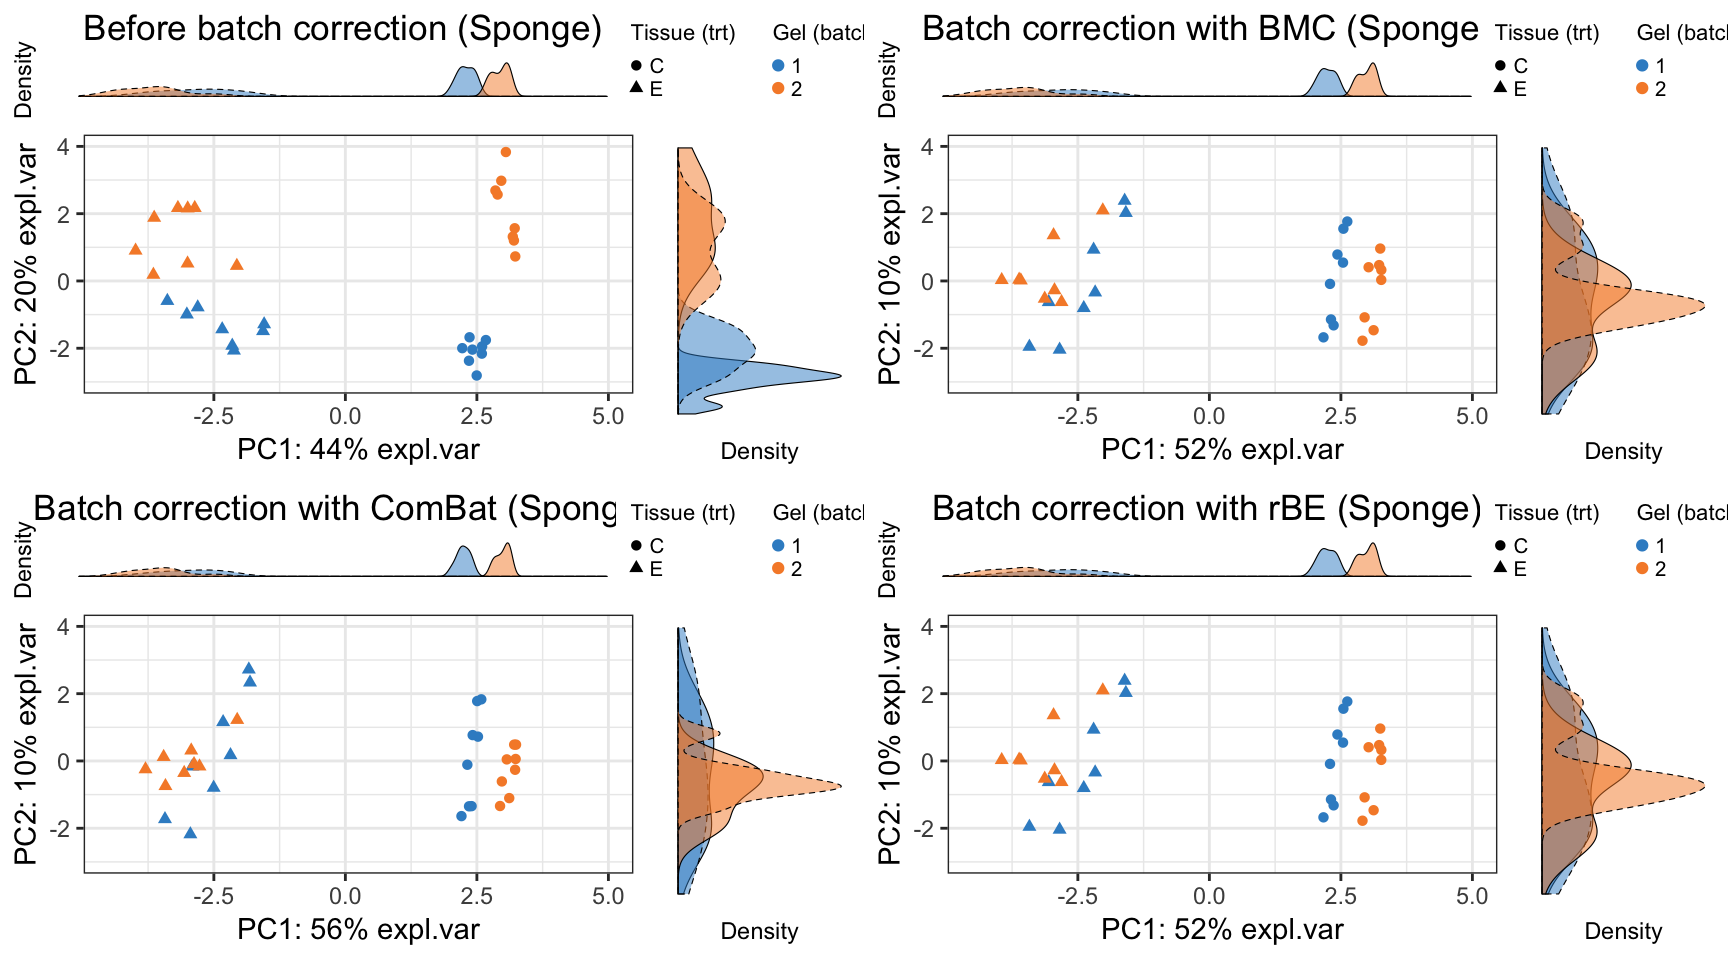 Before batch correction (Sponge)
Tissue (trt)
Gel (batcl
C
E
1
2
Density
PC2: 20% expl.var
4
2
0
-2
-2.5
0.0
2.5
5.0
PC1: 44% expl.var
Density
Batch correction with BMC (Sponge
Tissue (trt)
Gel (batcl
C
E
1
2
Density
PC2: 10% expl.var
4
2
0
-2
-2.5
0.0
2.5
5.0
PC1: 52% expl.var
Density
Batch correction with ComBat (Spong
Tissue (trt)
Gel (batcl
C
E
1
2
Density
PC2: 10% expl.var
4
2
0
-2
-2.5
0.0
2.5
5.0
PC1: 56% expl.var
Density
Batch correction with rBE (Sponge)
Tissue (trt)
Gel (batcl
C
E
1
2
Density
PC2: 10% expl.var
4
2
0
-2
-2.5
0.0
2.5
5.0
PC1: 52% expl.var
Density